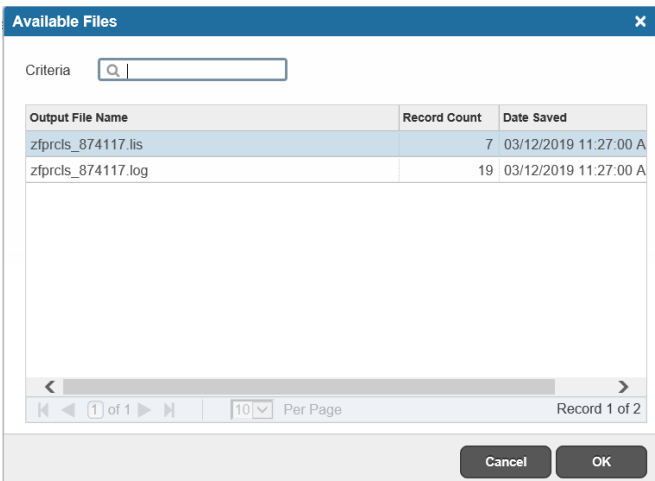 Available Files
Criteria
Output File Name Record Count Date Saved
zfprcls_874117.lis 7 03/12/2019 11:27:00 A
zfprcls_874117.log 19 03/12/2019 11:27:00 A
1 of 1 10 Per Page Record 1 of 2
Cancel OK